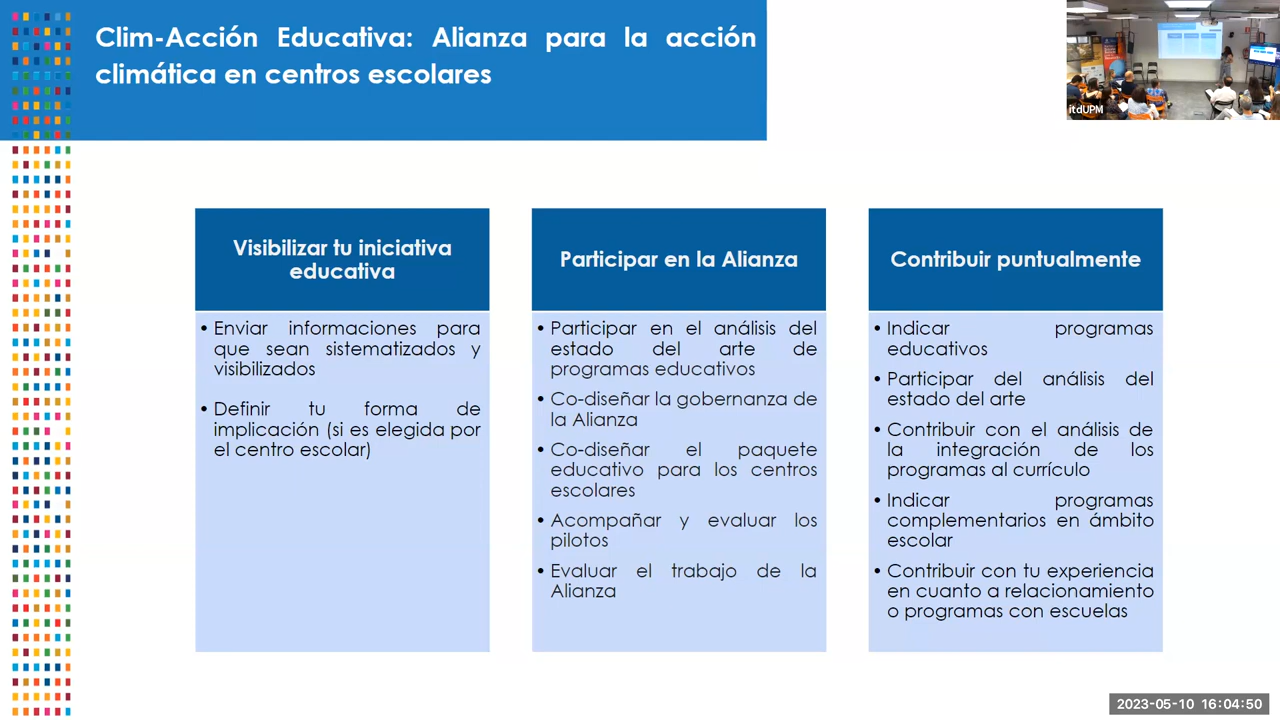 Clim-Acción Educativa: Alianza para la acción
climática en centros escolares
itdUPM
Visibilizar tu iniciativa
educativa
• Enviar informaciones para
que sean sistematizados y
visibilizados
• Definir tu forma de
implicación (si es elegida por
el centro escolar)
Participar en la Alianza
• Participar en el análisis del
estado del arte de
programas educativos
• Co-diseñar la gobernanza de
la Alianza
• Co-diseñar el paquete
educativo para los centros
escolares
• Acompañar y evaluar los
pilotos
• Evaluar el trabajo de la
Alianza
Contribuir puntualmente
• Indicar programas
educativos
• Participar del análisis del
estado del arte
• Contribuir con el análisis de
la integración de los
programas al currículo
• Indicar programas
complementarios en ámbito
escolar
• Contribuir con tu experiencia
en cuanto a relacionamiento
o programas con escuelas
2023-05-10 16:04:50